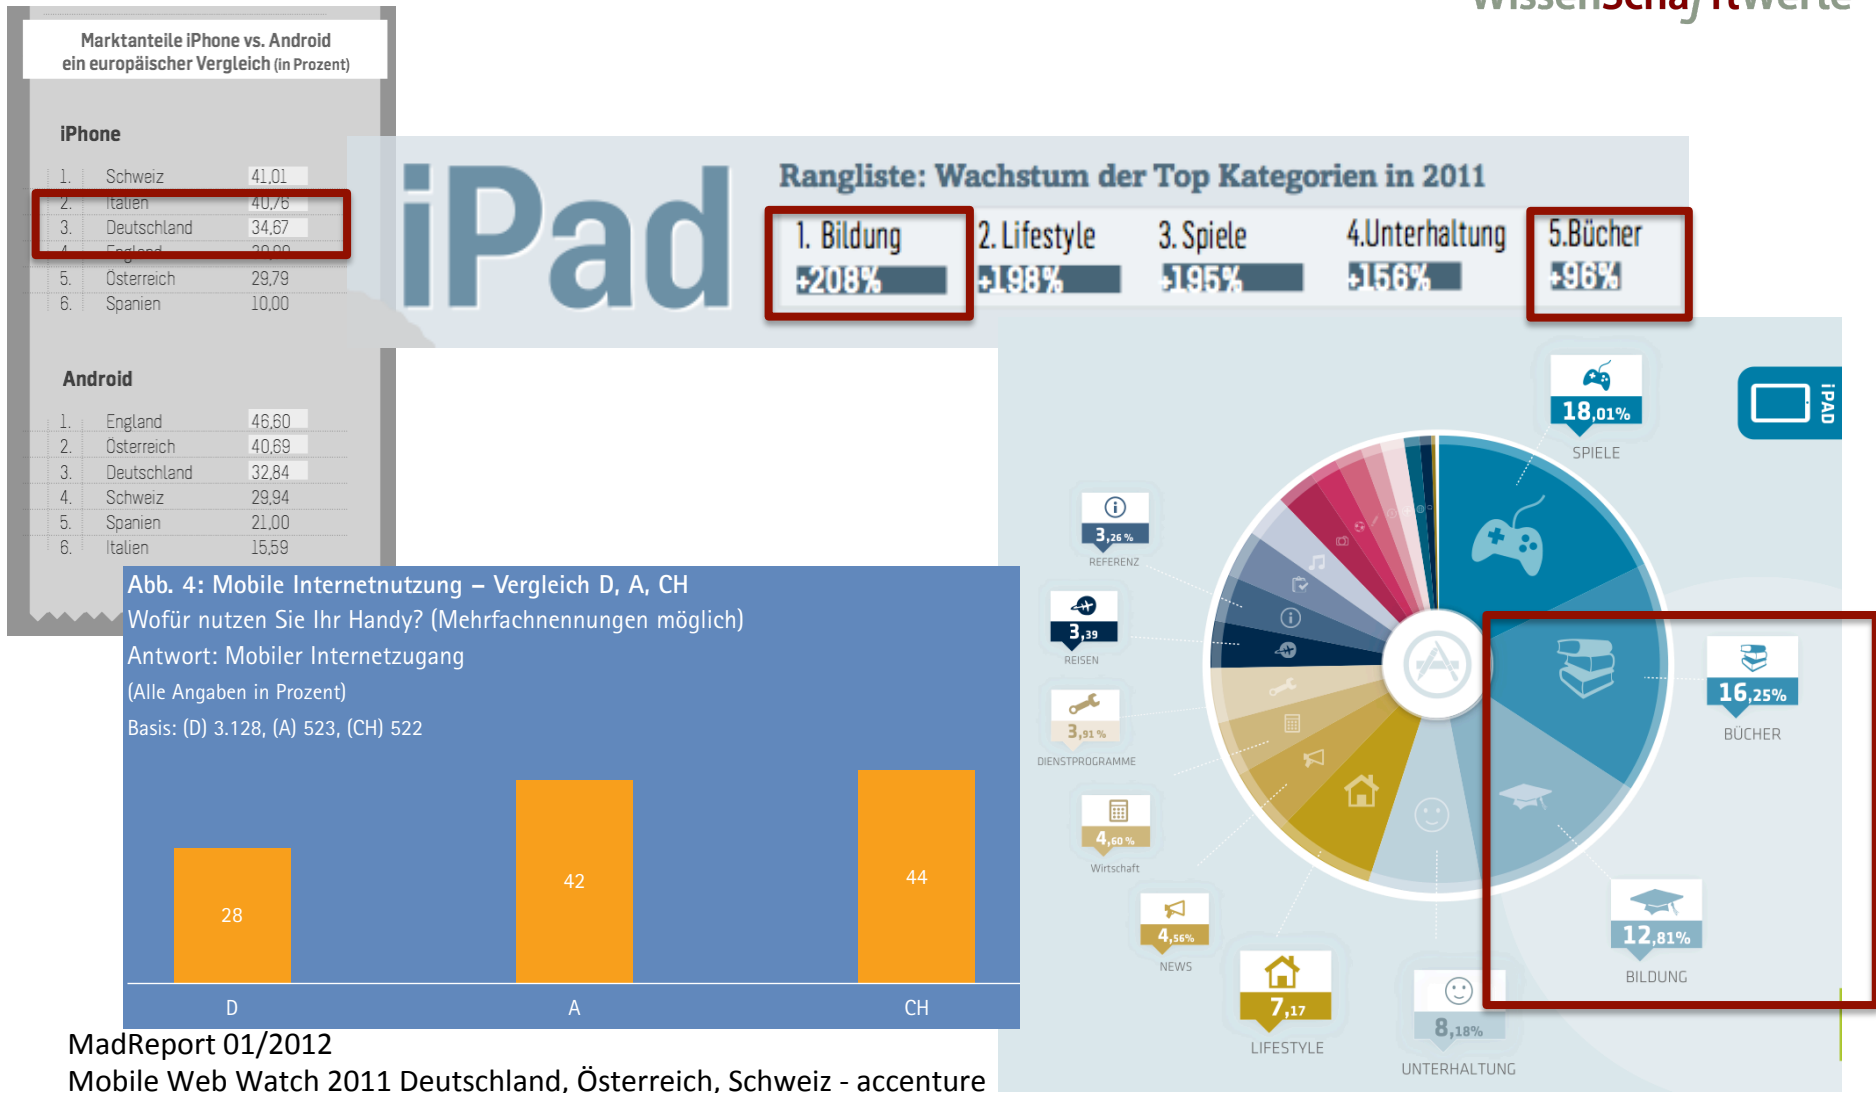 WissenSchafftWerte
Marktanteile iPhone vs. Android
ein europäischer Vergleich (in Prozent)
iPhone
1. Schweiz 41,01
2. Italien 40,76
3. Deutschland 34,67
4. England
5. Österreich 29,79
6. Spanien 10,00
Android
1. England 46,60
2. Österreich 40,69
3. Deutschland 32,84
4. Schweiz 29,94
5. Spanien 21,00
6. Italien 15,59
iPad
Rangliste: Wachstum der Top Kategorien in 2011
1. Bildung 2. Lifestyle 3. Spiele 4.Unterhaltung 5.Bücher
+208% +198% +195% +156% +96%
iPAD
18,01%
SPIELE
3,26 %
REFERENZ
3,39
REISEN
16,25%
BÜCHER
3,91 %
DIENSTPROGRAMME
4,60 %
Wirtschaft
4,56%
NEWS
12,81%
BILDUNG
7,17
LIFESTYLE
8,18%
UNTERHALTUNG
Abb. 4: Mobile Internetnutzung – Vergleich D, A, CH
Wofür nutzen Sie Ihr Handy? (Mehrfachnennungen möglich)
Antwort: Mobiler Internetzugang
(Alle Angaben in Prozent)
Basis: (D) 3.128, (A) 523, (CH) 522
28 42 44
D A CH
MadReport 01/2012
Mobile Web Watch 2011 Deutschland, Österreich, Schweiz - accenture